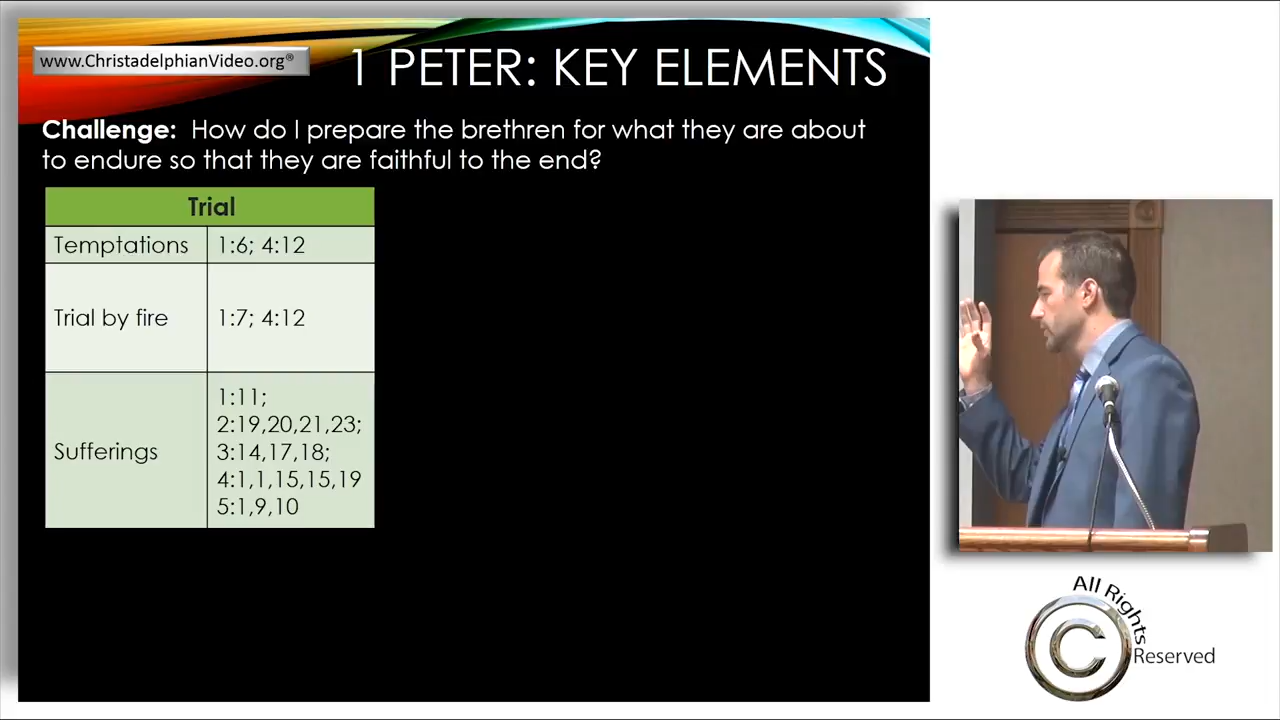 www.ChristadelphianVideo.org®
1 PETER: KEY ELEMENTS
Challenge: How do I prepare the brethren for what they are about
to endure so that they are faithful to the end?
Trial
Temptations 1:6; 4:12
Trial by fire 1:7; 4:12
Sufferings
1:11;
2:19,20,21,23;
3:14,17,18;
4:1,1,15,15,19
5:1,9,10
All Rights
Reserved